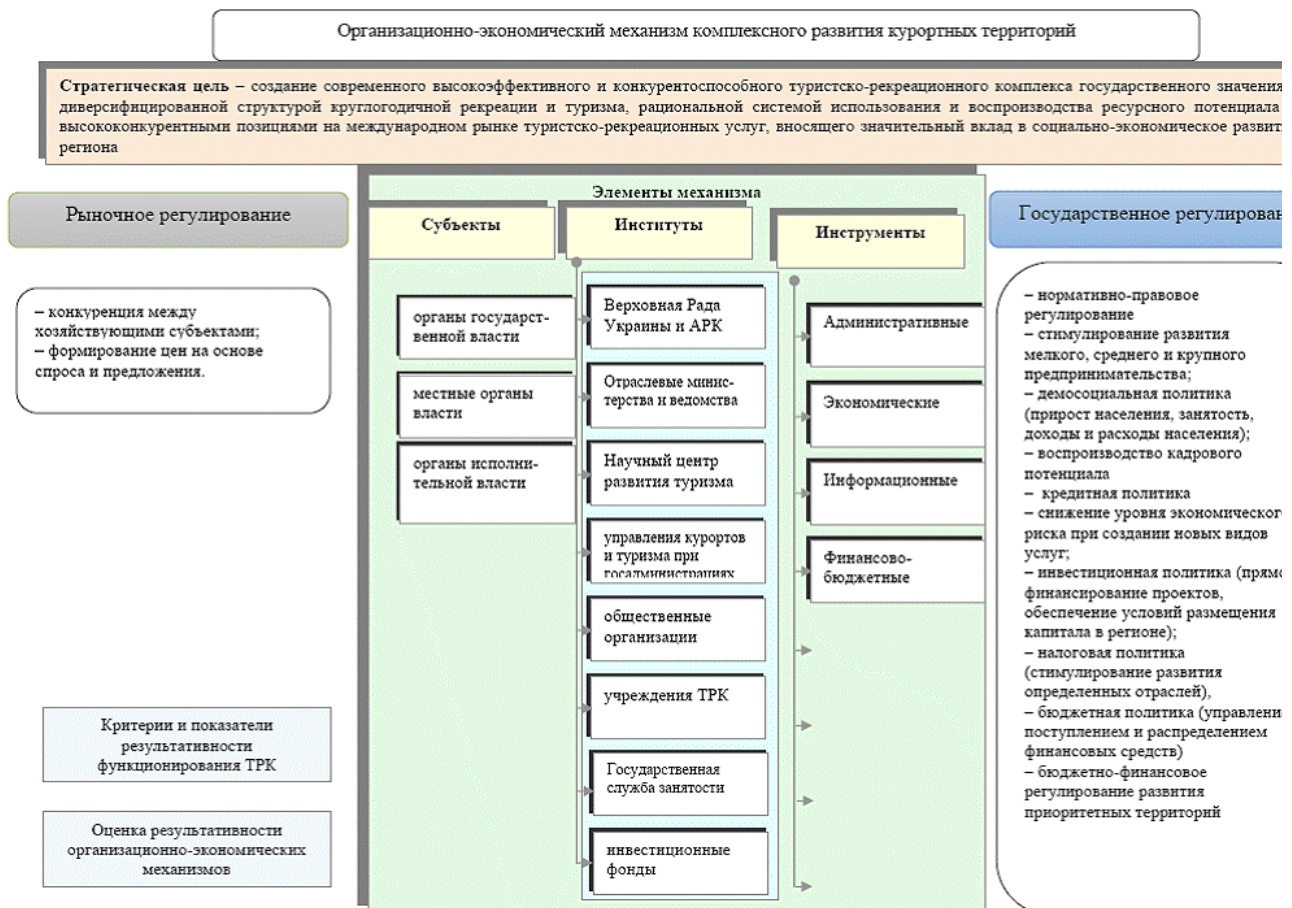 Организационно-экономический механизм комплексного развития курортных территорий
Стратегическая цель – создание современного высокоэффективного и конкурентоспособного туристско-рекреационного комплекса государственного значения
диверсифицированной структурой круглогодичной рекреации и туризма, рациональной системой использования и воспроизводства ресурсного потенциала
высококонкурентными позициями на международном рынке туристско-рекреационных услуг, вносящего значительный вклад в социально-экономическое
региона
Элементы механизма
Рыночное регулирование
Субъекты
Институты
Инструменты
Государственное
– конкуренция между
хозяйствующими субъектами;
– формирование цен на основе
спроса и предложения.
органы государст-
венной власти
местные органы
власти
органы исполни-
тельной власти
Верховная Рада
Украины и АРК
Отраслевые минис-
терства и ведомства
Научный центр
развития туризма
управления курортов
и туризма при
госадминистрациях
общественные
организации
учреждения ТРК
Государственная
служба занятости
инвестиционные
фонды
Административные
Экономические
Информационные
Финансово-
бюджетные
– нормативно-правовое
регулирование
– стимулирование развития
мелкого, среднего и крупного
предпринимательства;
– демосоциальная политика
(прирост населения, занятость,
доходы и расходы населения);
– воспроизводство кадрового
потенциала
– кредитная политика
– снижение уровня
риска при создании новых видов
услуг;
– инвестиционная политика
финансирование проектов,
обеспечение условий размещения
капитала в регионе);
– налоговая политика
(стимулирование развития
определенных отраслей),
– бюджетная политика
поступлением и распределением
финансовых средств)
– бюджетно-финансовое
регулирование развития
приоритетных территорий
Критерии и показатели
результативности
функционирования ТРК
Оценка результативности
организационно-экономических
механизмов